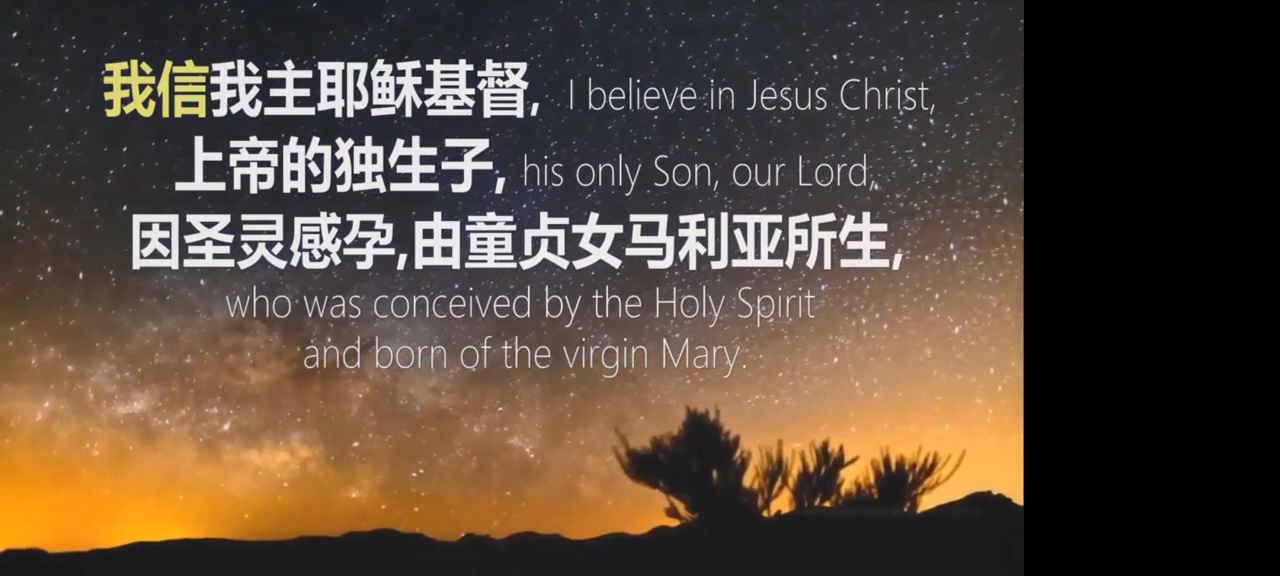 我信我主耶稣基督, I believe in Jesus Christ,
上帝的独生子, his only Son, our Lord,
因圣灵感孕,由童贞女马利亚所生,
who was conceived by the Holy Spirit
and born of the virgin Mary.